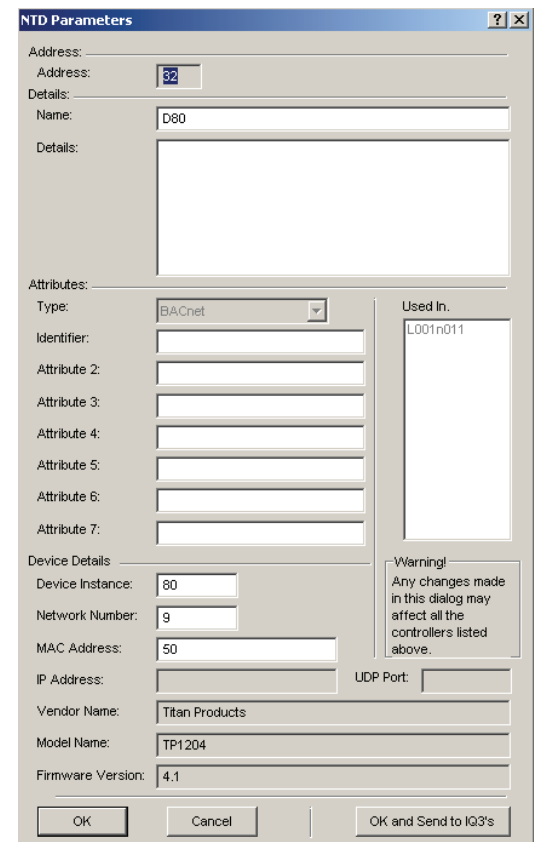 NTD Parameters
Address:
Address: 32
Details:
Name: D80
Details:
Attributes:
Type: BACnet
Used In.
L001n011
Identifier:
Attribute 2:
Attribute 3:
Attribute 4:
Attribute 5:
Attribute 6:
Attribute 7:
Device Details
Device Instance: 80
Network Number: 9
MAC Address: 50
Warning!
Any changes made
in this dialog may
affect all the
controllers listed
above.
IP Address: UDP Port:
Vendor Name: Titan Products
Model Name: TP1204
Firmware Version: 4.1
OK Cancel OK and Send to IQ3's